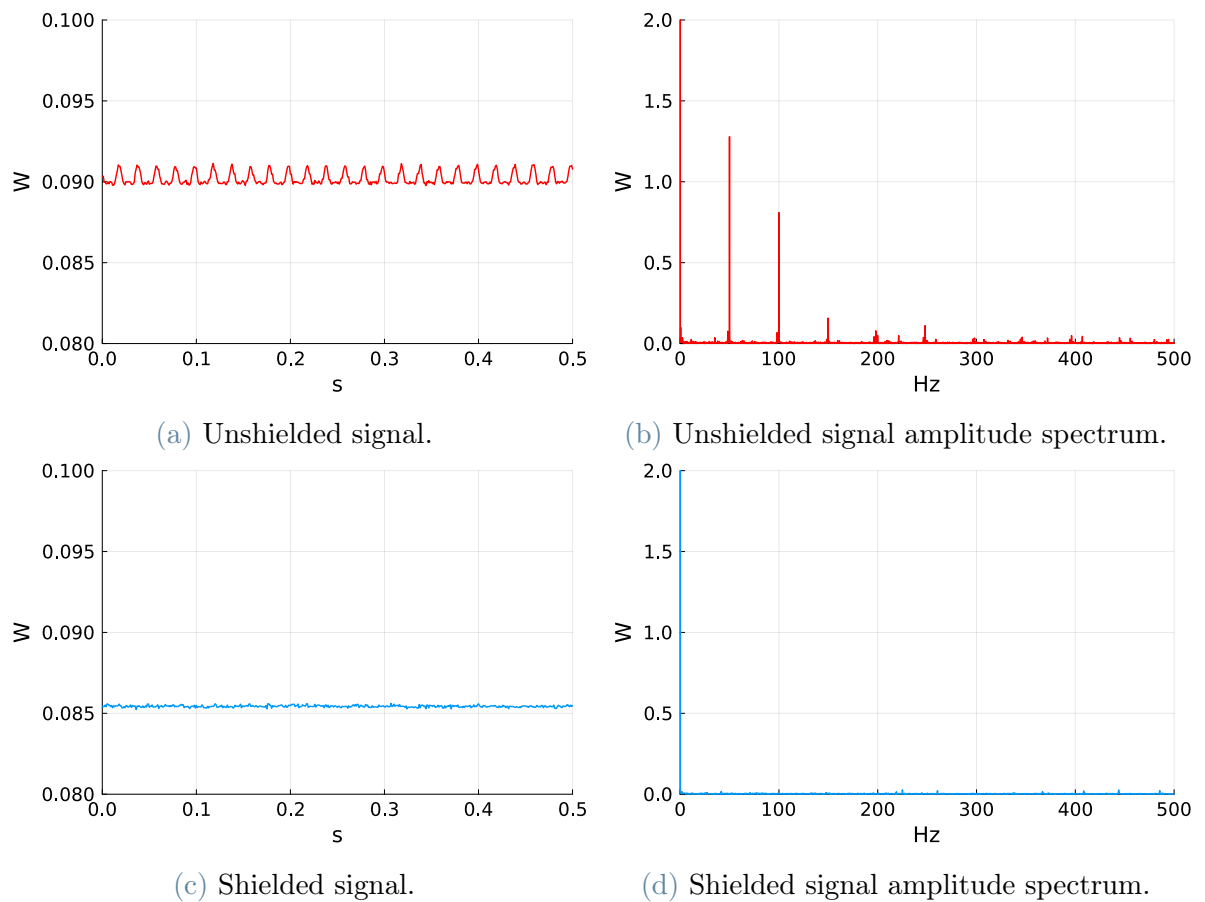 0.100
0.095
0.090
0.085
0.080
W
0.0 0.1 0.2 0.3 0.4 0.5
s
(a) Unshielded signal.
2.0
1.5
1.0
0.5
0.0
W
0 100 200 300 400 500
Hz
(b) Unshielded signal amplitude spectrum.
0.100
0.095
0.090
0.085
0.080
W
0.0 0.1 0.2 0.3 0.4 0.5
s
(c) Shielded signal.
2.0
1.5
1.0
0.5
0.0
W
0 100 200 300 400 500
Hz
(d) Shielded signal amplitude spectrum.